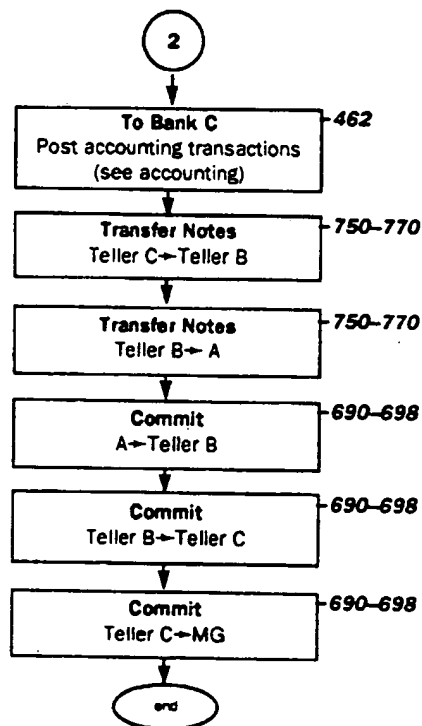 2
To Bank C
462
Post accounting transactions
(see accounting)
Transfer Notes
750–770
Teller C→Teller B
Transfer Notes
750–770
Teller B→A
Commit
690–698
A→Teller B
Commit
690–698
Teller B→Teller C
Commit
690–698
Teller C→MG
end